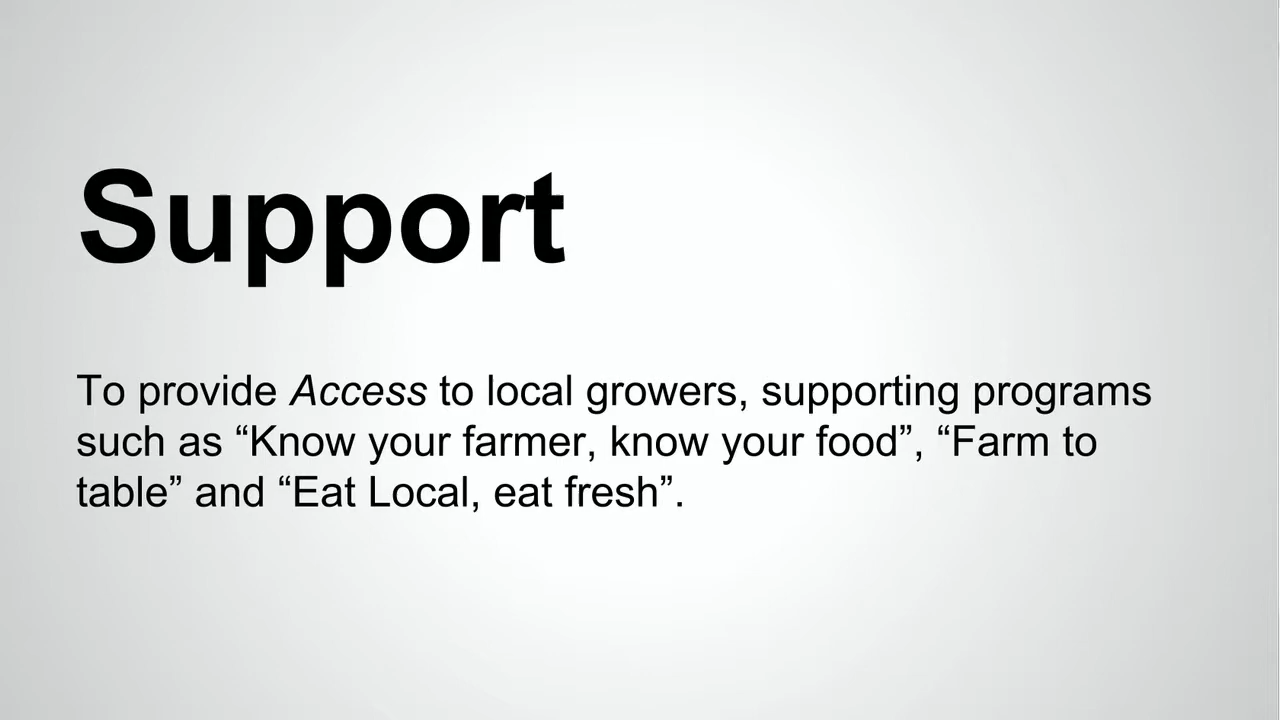 Support
To provide Access to local growers, supporting programs
such as “Know your farmer, know your food”, “Farm to
table” and “Eat Local, eat fresh”.